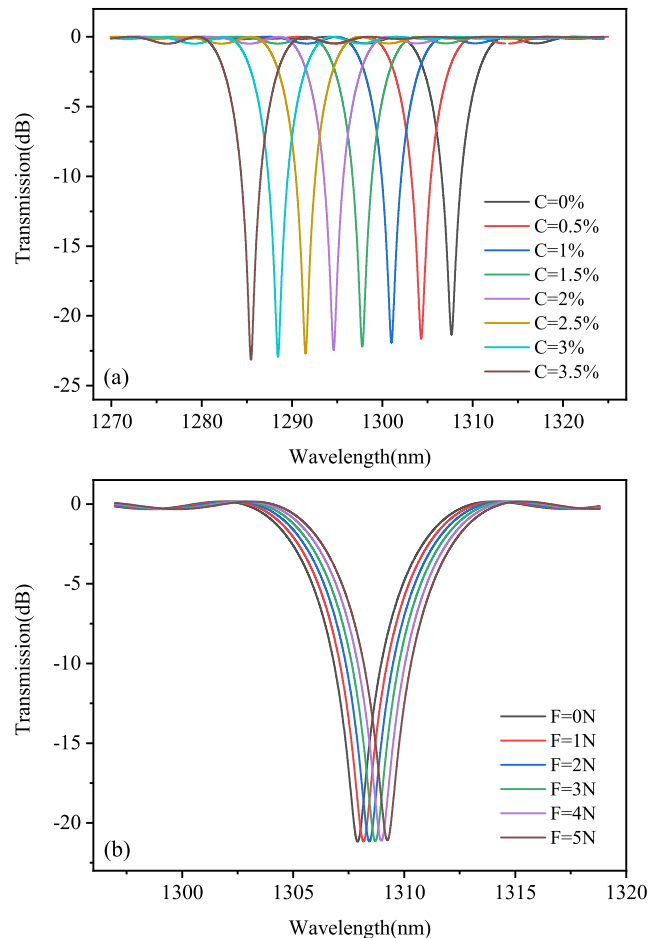 0
-5
-10
-15
-20
-25
Transmission(dB)
C=0%
C=0.5%
C=1%
C=1.5%
C=2%
C=2.5%
C=3%
C=3.5%
(a)
1270 1280 1290 1300 1310 1320
Wavelength(nm)
0
-5
-10
-15
-20
Transmission(dB)
F=0N
F=1N
F=2N
F=3N
F=4N
F=5N
(b)
1300 1305 1310 1315 1320
Wavelength(nm)